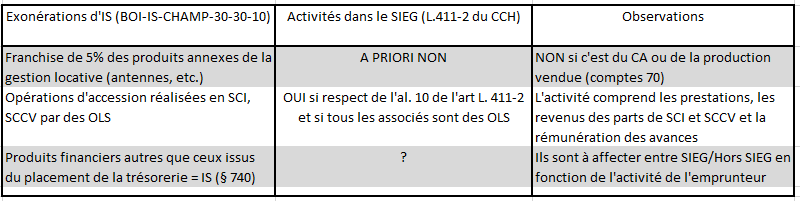 Exonérations d'IS (BOI-IS-CHAMP-30-30-10) Activités dans le SIEG (L.411-2 du CCH) Observations
Franchise de 5% des produits annexes de la gestion locative (antennes, etc.) A PRIORI NON NON si c'est du CA ou de la production vendue (comptes 70)
Opérations d'accession réalisées en SCI, SCCV par des OLS OUI si respect de l'al. 10 de l'art L. 411-2 et si tous les associés sont des OLS L'activité comprend les prestations, les revenus des parts de SCI et SCCV et la rémunération des avances
Produits financiers autres que ceux issus du placement de la trésorerie = IS (§ 740) ? Ils sont à affecter entre SIEG/Hors SIEG en fonction de l'activité de l'emprunteur